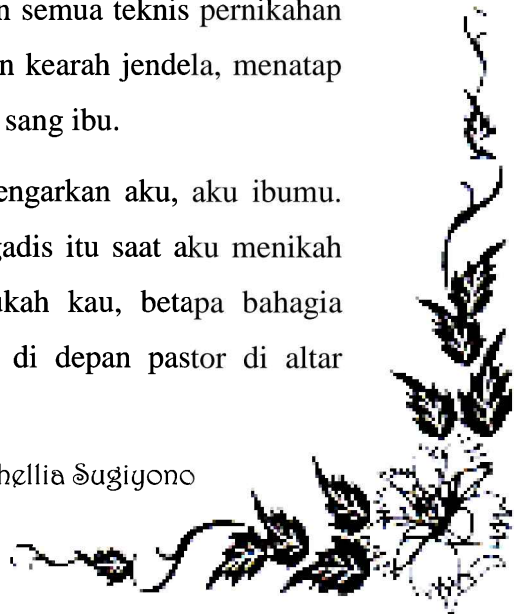 n semua teknis pernikahan
n kearah jendela, menatap
sang ibu.
engarkan aku, aku ibumu.
gadis itu saat aku menikah
ukah kau, betapa bahagia
di depan pastor di altar
hellia Sugiyono